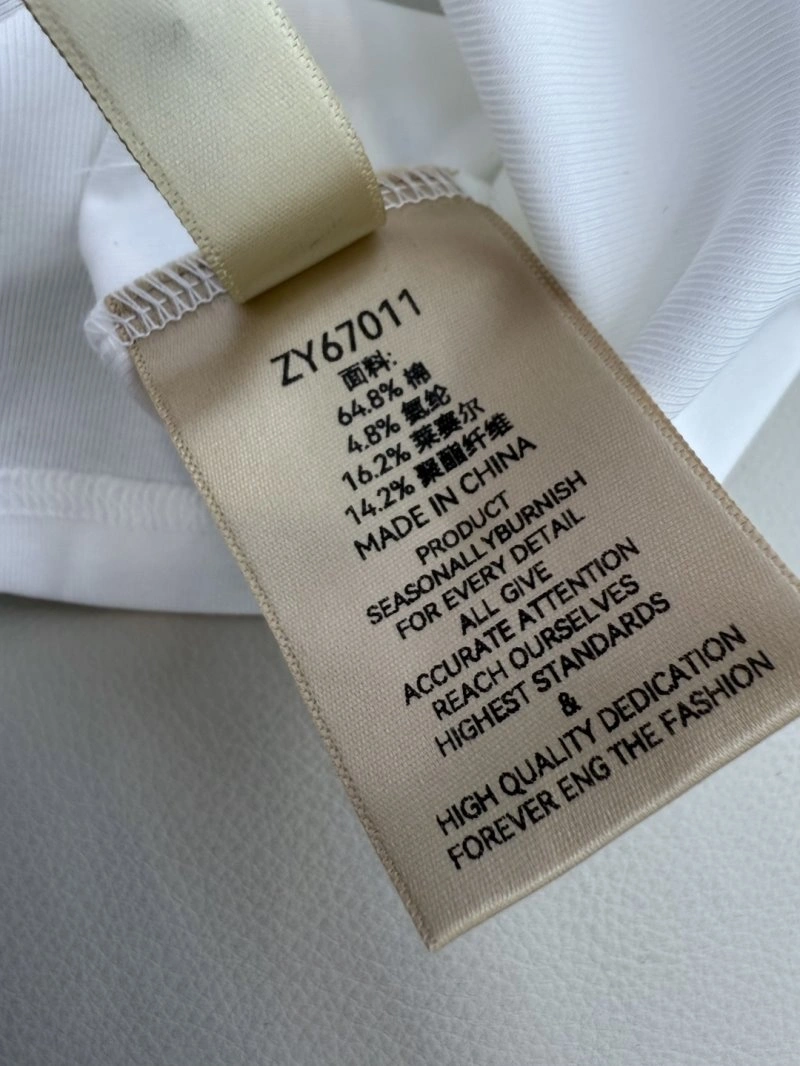 ZY67011
面料:
64.8% 棉
4.8% 氨纶
16.2% 莱赛尔
14.2% 聚酯纤维
MADE IN CHINA
PRODUCT
SEASONALLYBURNISH
FOR EVERY DETAIL
ALL GIVE
ACCURATE ATTENTION
REACH OURSELVES
HIGHEST STANDARDS
&
HIGH QUALITY DEDICATION
FOREVER ENG THE FASHION